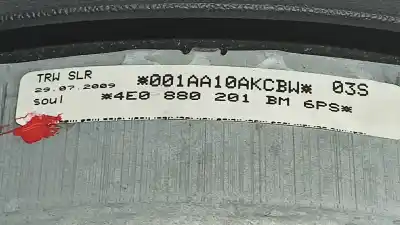 TRW SLR *001AA10AKCBW* 03S
29.07.2009
soul *4E0 880 201 BM 6PS*